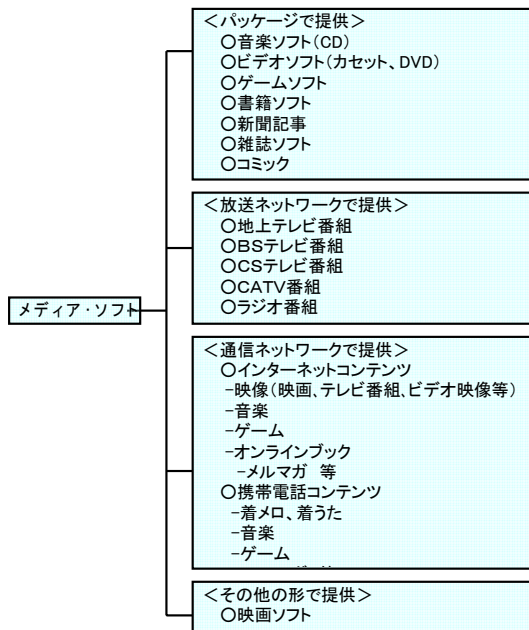 <パッケージで提供>
○音楽ソフト(CD)
○ビデオソフト(カセット、DVD)
○ゲームソフト
○書籍ソフト
○新聞記事
○雑誌ソフト
○コミック
<放送ネットワークで提供>
○地上テレビ番組
○BSテレビ番組
○CSテレビ番組
○CATV番組
○ラジオ番組
メディア・ソフト
<通信ネットワークで提供>
○インターネットコンテンツ
-映像(映画、テレビ番組、ビデオ映像等)
-音楽
-ゲーム
-オンラインブック
-メルマガ 等
○携帯電話コンテンツ
-着メロ、着うた
-音楽
-ゲーム
<その他の形で提供>
○映画ソフト